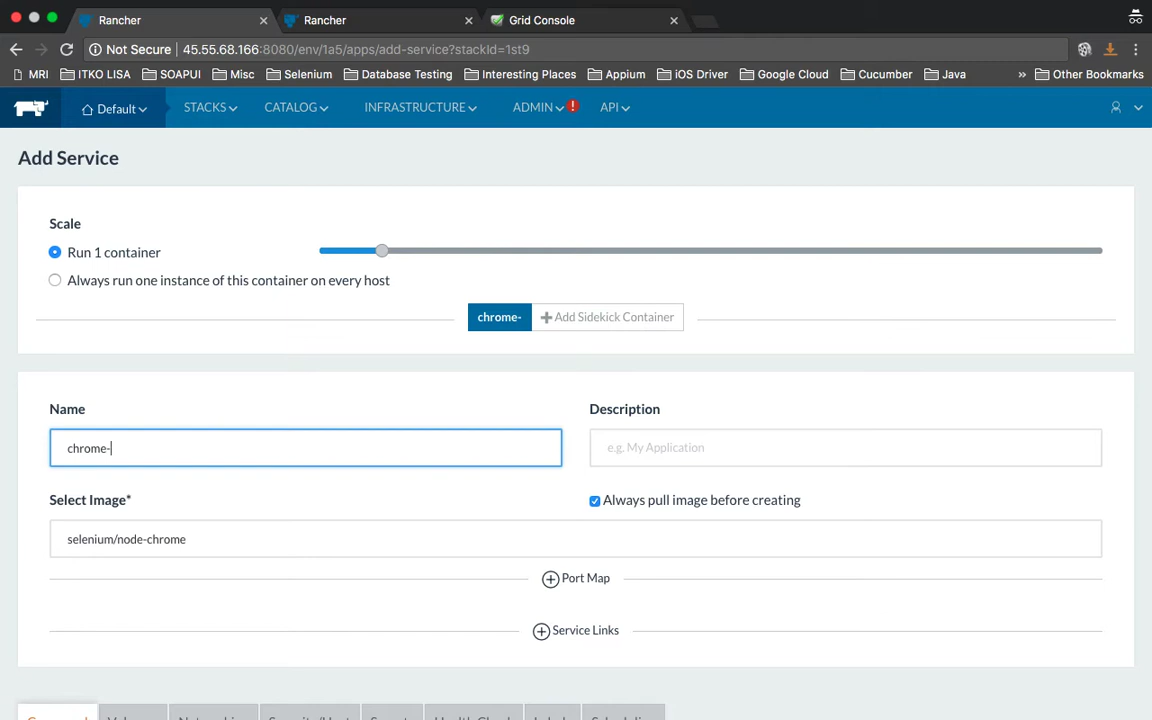 Rancher
Rancher
Grid Console
Not Secure 45.55.68.166:8080/env/1a5/apps/add-service?stackId=1st9
MRI ITKO LISA SOAPUI Misc Selenium Database Testing Interesting Places Appium iOS Driver Google Cloud Cucumber Java » Other Bookmarks
Default STACKS CATALOG INFRASTRUCTURE ADMIN ! API
Add Service
Scale
Run 1 container
Always run one instance of this container on every host
chrome- Add Sidekick Container
Name Description
chrome- e.g. My Application
Select Image* Always pull image before creating
selenium/node-chrome
Port Map
Service Links